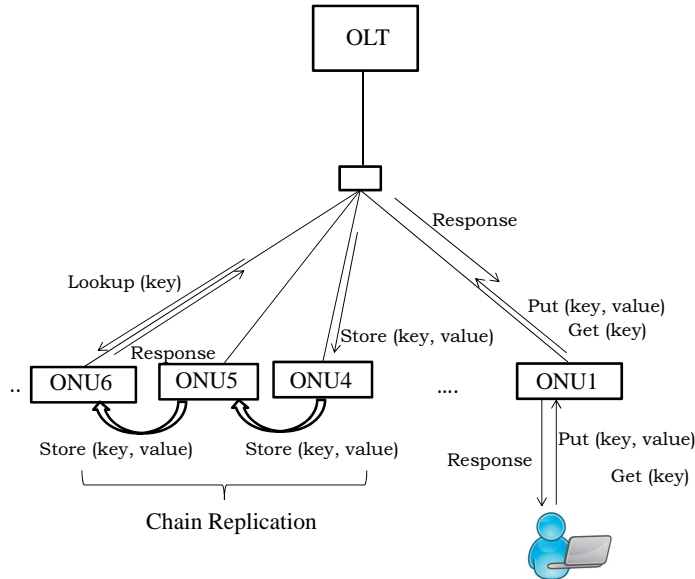 OLT
Response
Lookup (key)
Put (key, value)
Get (key)
Store (key, value)
Response
.. ONU6
ONU5
ONU4
....
ONU1
Store (key, value)
Store (key, value)
Put (key, value)
Response
Get (key)
Chain Replication